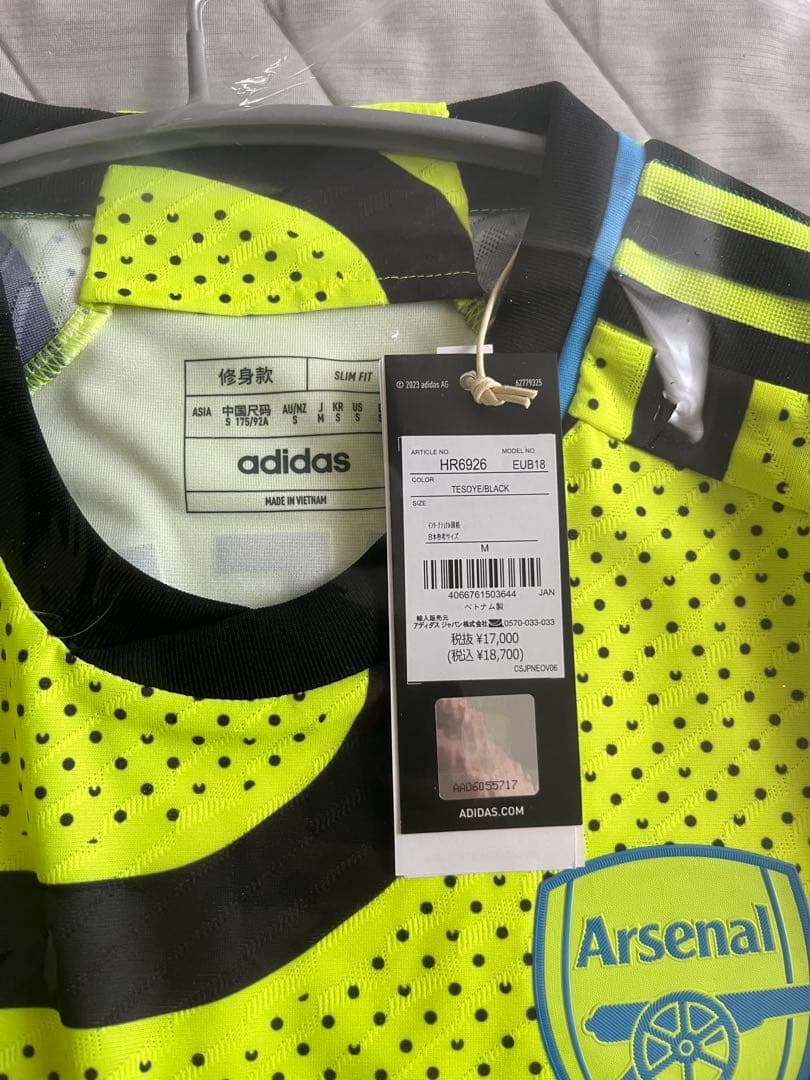 修身款 SLIM FIT
ASIA 中国尺码 AU/NZ J KR US
S 175/92A S M S S
adidas
MADE IN VIETNAM
© 2023 adidas AG 62779325
ARTICLE NO. MODEL NO.
HR6926 EUB18
COLOR
TESOYE/BLACK
SIZE
日本参考サイズ
M
4066761503644 JAN
ベトナム製
輸入販売元
アディダス ジャパン株式会社 0570-033-033
税抜 ¥17,000
(税込 ¥18,700)
CSJPNEOV06
AAD6055717
ADIDAS.COM
Arsenal